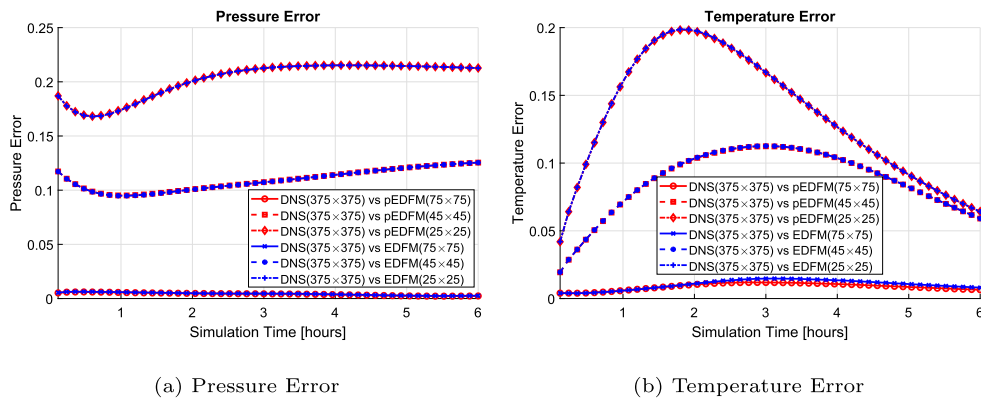 Pressure Error
0.25
0.2
0.15
0.1
0.05
0
Pressure Error
DNS(375×375) vs pEDFM(75×75)
DNS(375×375) vs pEDFM(45×45)
DNS(375×375) vs pEDFM(25×25)
DNS(375×375) vs EDFM(75×75)
DNS(375×375) vs EDFM(45×45)
DNS(375×375) vs EDFM(25×25)
1 2 3 4 5 6
Simulation Time [hours]
(a) Pressure Error
Temperature Error
0.2
0.15
0.1
0.05
0
Temperature Error
DNS(375×375) vs pEDFM(75×75)
DNS(375×375) vs pEDFM(45×45)
DNS(375×375) vs pEDFM(25×25)
DNS(375×375) vs EDFM(75×75)
DNS(375×375) vs EDFM(45×45)
DNS(375×375) vs EDFM(25×25)
1 2 3 4 5 6
Simulation Time [hours]
(b) Temperature Error